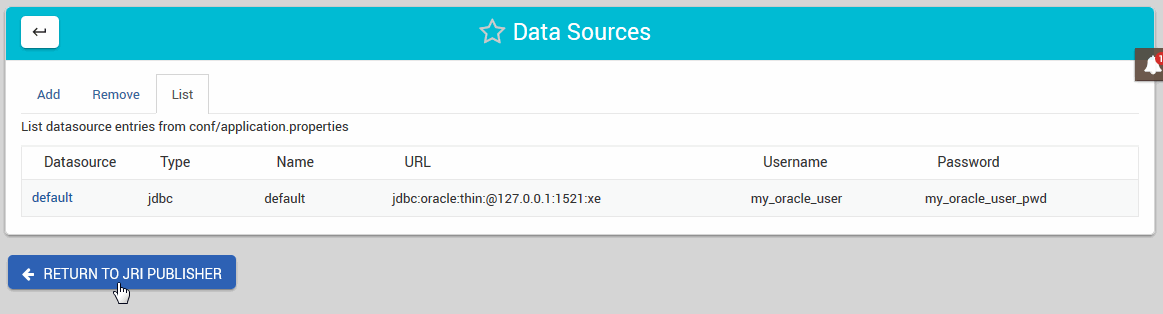 Data Sources
1
Add Remove List
List datasource entries from conf/application.properties
Datasource Type Name URL Username Password
default jdbc default jdbc:oracle:thin:@127.0.0.1:1521:xe my_oracle_user my_oracle_user_pwd
RETURN TO JRI PUBLISHER